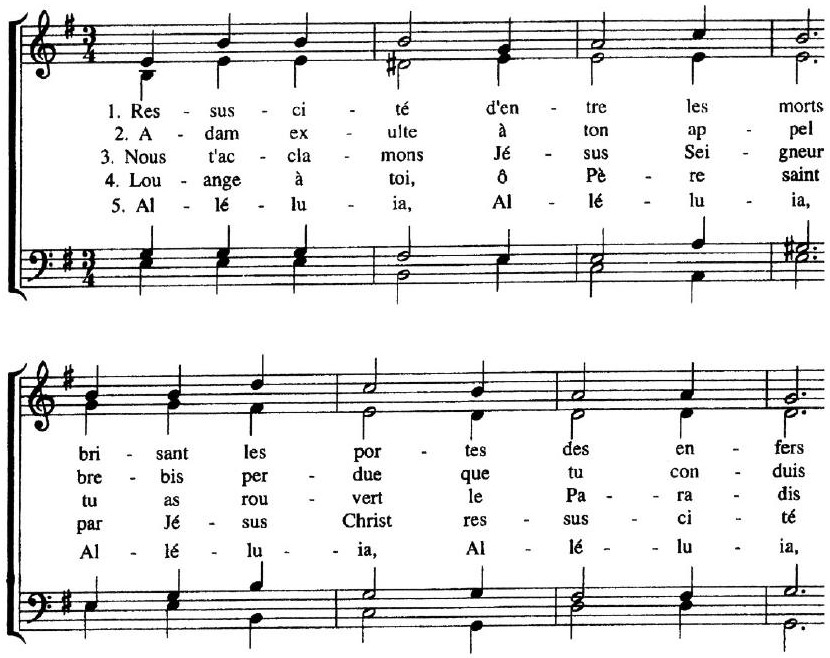 3
4
1. Res - sus - ci - té d'en - tre les morts
2. A - dam ex - ulte à ton ap - pel
3. Nous t'ac - cla - mons Jé - sus Sei - gneur
4. Lou - ange à toi, ô Pè - re saint
5. Al - lé - lu - ia, Al - lé - lu - ia,
3
4
bri - sant les por - tes des en - fers
bre - bis per - due que tu con - duis
tu as rou - vert le Pa - ra - dis
par Jé - sus Christ res - sus - ci - té
Al - lé - lu - ia, Al - lé - lu - ia,